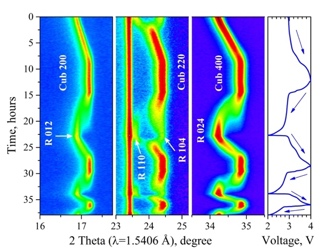 0
5
10
15
20
25
30
35
Time, hours
Cub 200
R 012
Cub 220
R 110
R 104
Cub 400
R 024
16 17 23 24 25 34 35 2 3 4
2 Theta (λ=1.5406 Å), degree Voltage, V